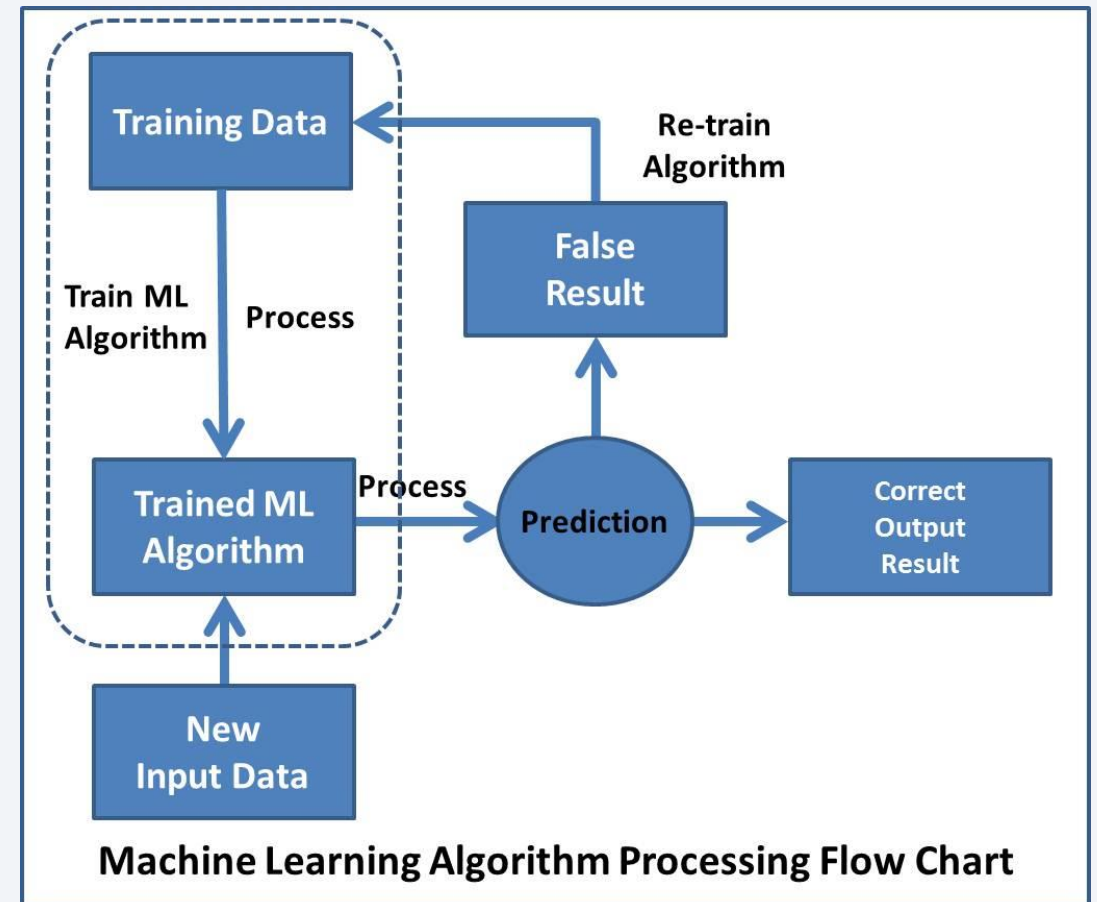 Training Data
Re-train
Algorithm
False
Result
Train ML
Algorithm
Process
Trained ML
Algorithm
Process
Prediction
Correct
Output
Result
New
Input Data
Machine Learning Algorithm Processing Flow Chart